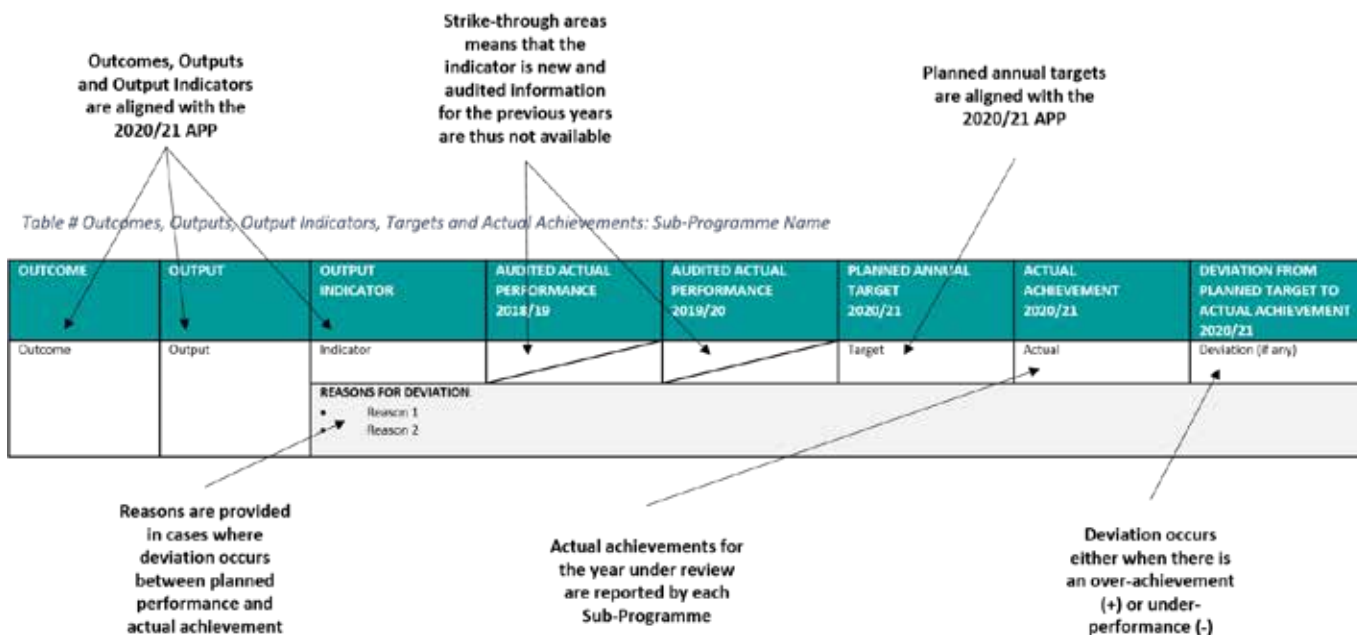 Outcomes, Outputs
and Output Indicators
are aligned with the
2020/21 APP
Strike-through areas
means that the
indicator is new and
audited information
for the previous years
are thus not available
Planned annual targets
are aligned with the
2020/21 APP
Table # Outcomes, Outputs, Output Indicators, Targets and Actual Achievements: Sub-Programme Name
OUTCOME
OUTPUT
OUTPUT
INDICATOR
AUDITED ACTUAL
PERFORMANCE
2018/19
AUDITED ACTUAL
PERFORMANCE
2019/20
PLANNED ANNUAL
TARGET
2020/21
ACTUAL
ACHIEVEMENT
2020/21
DEVIATION FROM
PLANNED TARGET TO
ACTUAL ACHIEVEMENT
2020/21
Outcome
Output
Indicator
Target
Actual
Deviation (if any)
REASONS FOR DEVIATION:
• Reason 1
• Reason 2
Reasons are provided
in cases where
deviation occurs
between planned
performance and
actual achievement
Actual achievements for
the year under review
are reported by each
Sub-Programme
Deviation occurs
either when there is
an over-achievement
(+) or under-
performance (-)